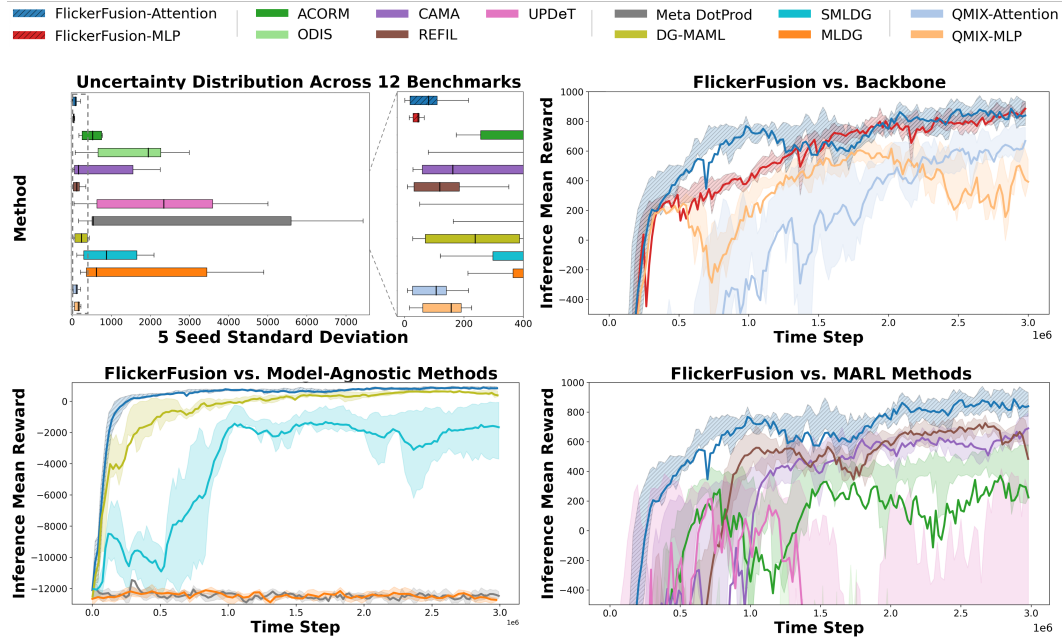 FlickerFusion-Attention
FlickerFusion-MLP
ACORM
ODIS
CAMA
REFIL
UPDeT
Meta DotProd
DG-MAML
SMLDG
MLDG
QMIX-Attention
QMIX-MLP
Uncertainty Distribution Across 12 Benchmarks
Method
0 1000 2000 3000 4000 5000 6000 7000
0 200 400
5 Seed Standard Deviation
FlickerFusion vs. Backbone
Inference Mean Reward
1000
800
600
400
200
0
−200
−400
0.0 0.5 1.0 1.5 2.0 2.5 3.0
1e6
Time Step
FlickerFusion vs. Model-Agnostic Methods
Inference Mean Reward
0
−2000
−4000
−6000
−8000
−10000
−12000
0.0 0.5 1.0 1.5 2.0 2.5 3.0
1e6
Time Step
FlickerFusion vs. MARL Methods
Inference Mean Reward
1000
800
600
400
200
0
−200
−400
0.0 0.5 1.0 1.5 2.0 2.5 3.0
1e6
Time Step